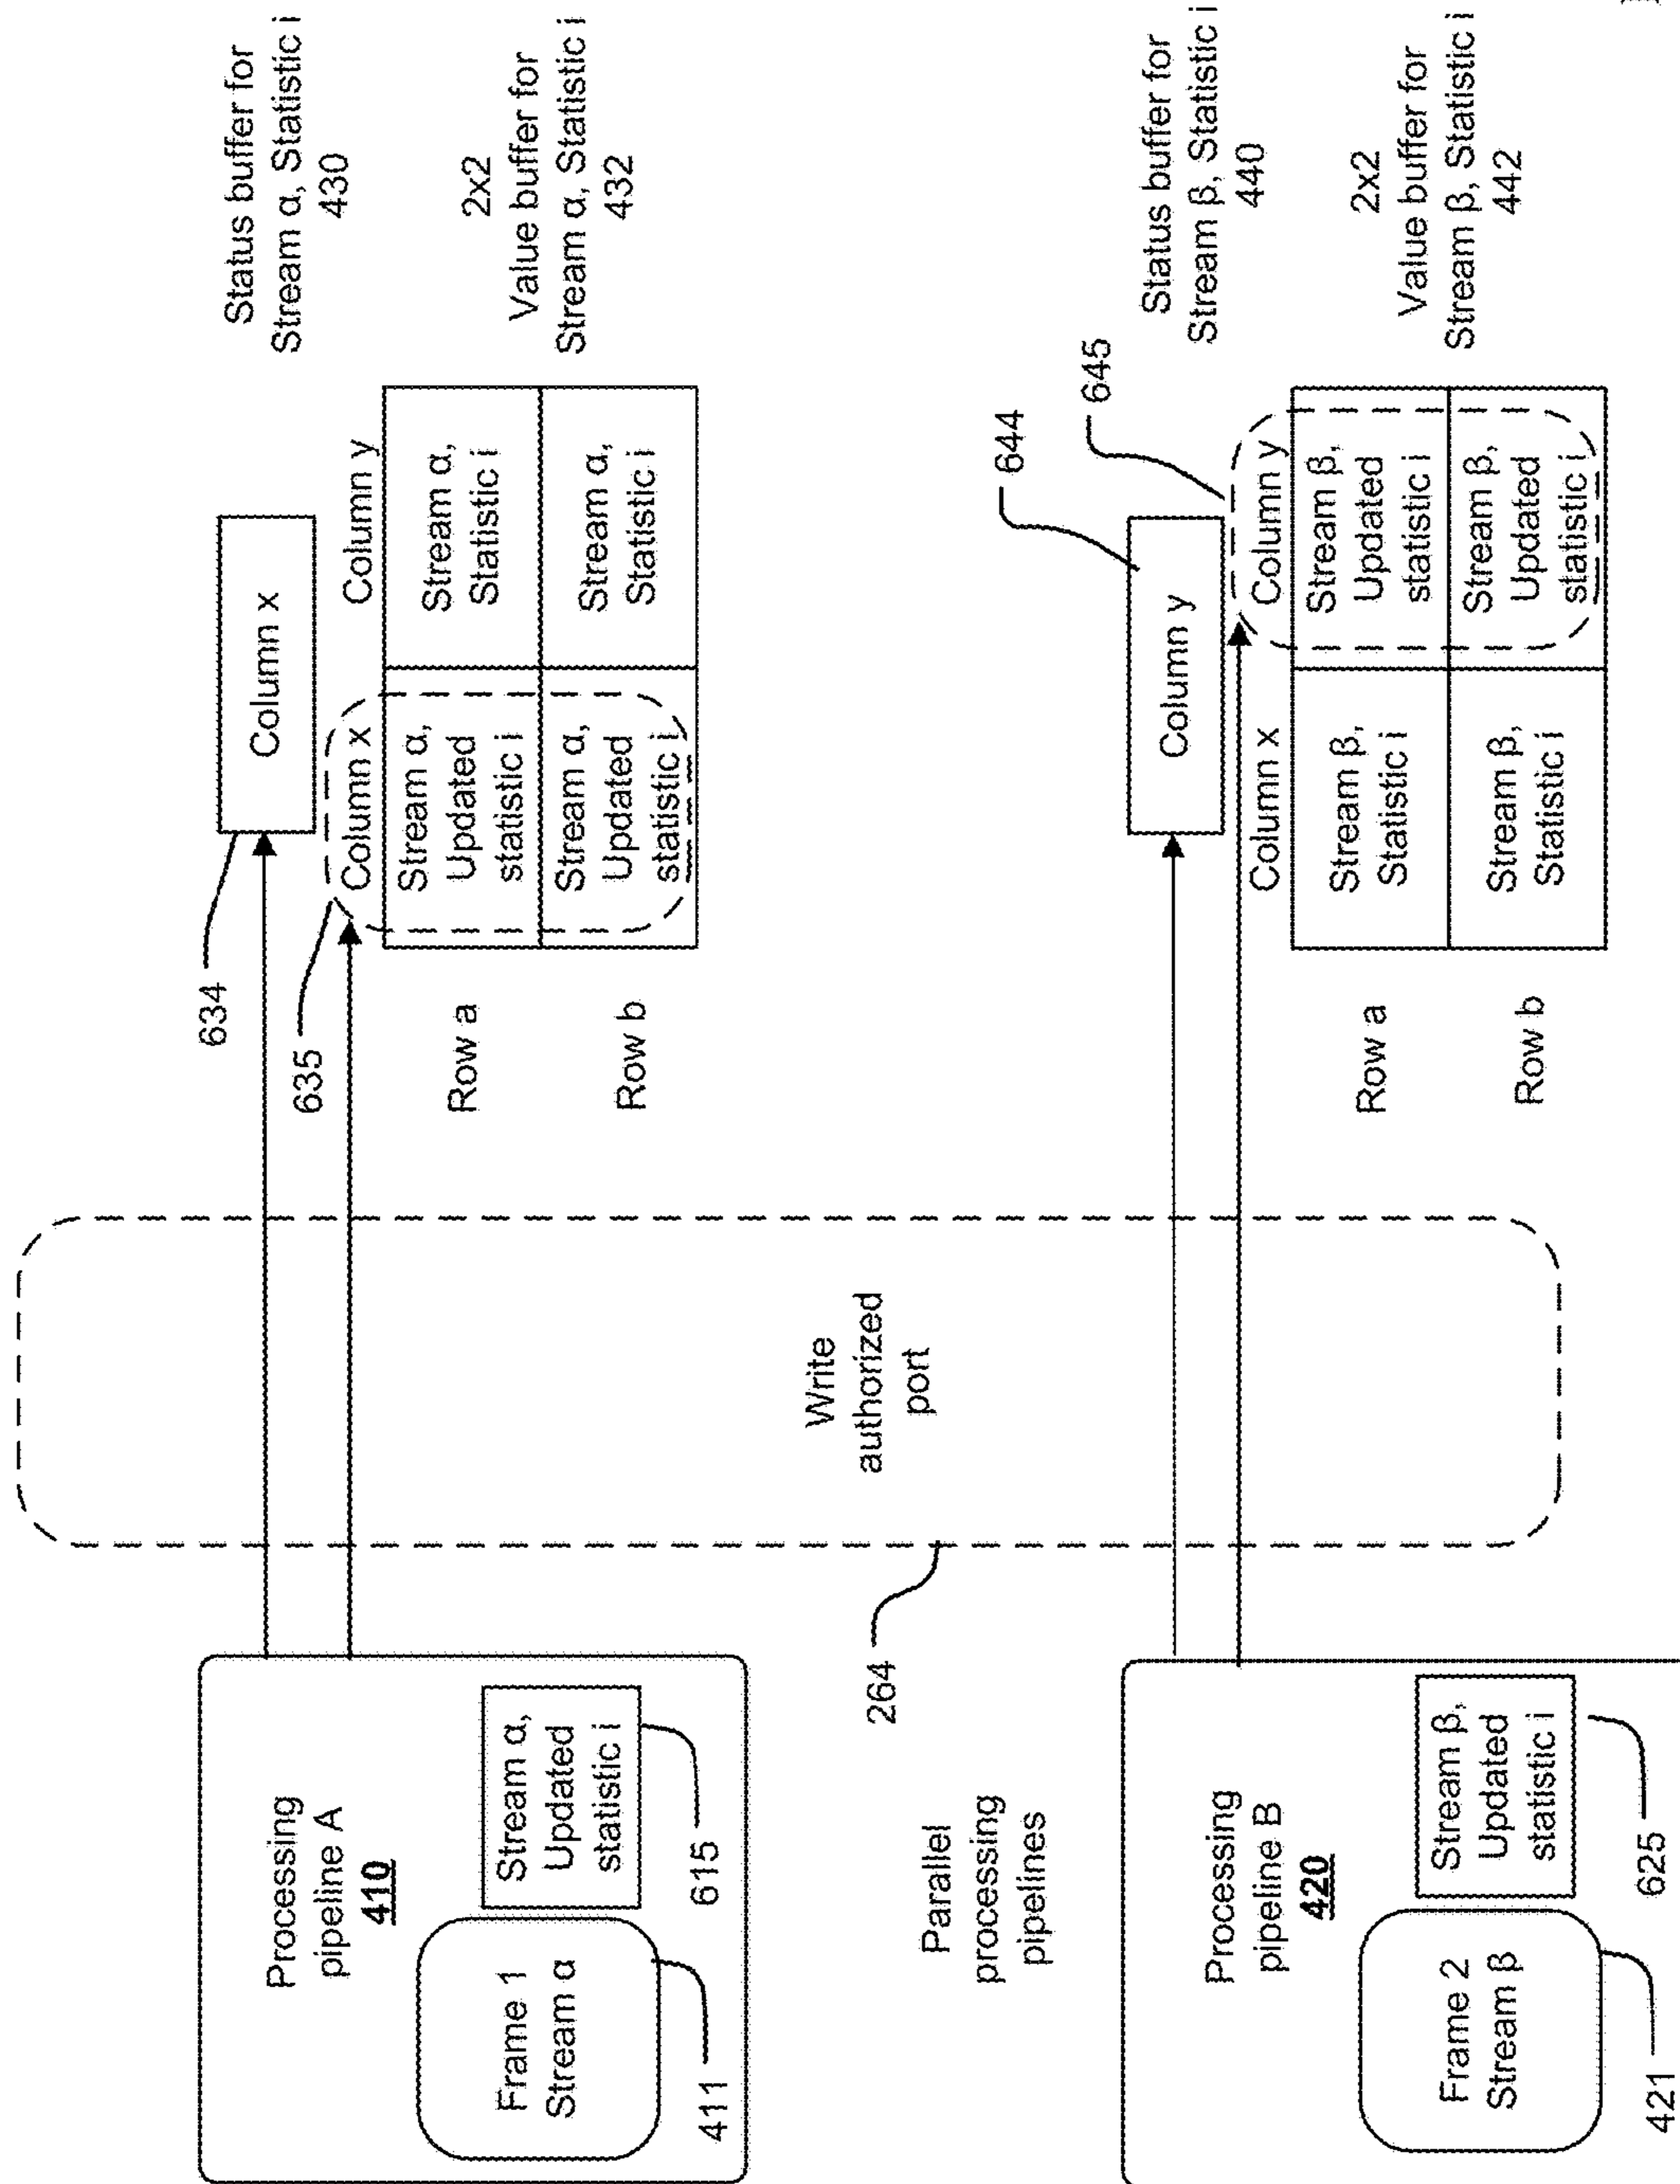 Processing
pipeline A
410
Frame 1
Stream α
411
Stream α,
Updated
statistic i
615
Parallel
processing
pipelines
264
Processing
pipeline B
420
Frame 2
Stream β
421
Stream β,
Updated
statistic i
625
Write
authorized
port
634
Column x
Status buffer for
Stream α, Statistic i
430
635
Column x
Column y
Row a
Stream α,
Updated
statistic i
Stream α,
Statistic i
Row b
Stream α,
Updated
statistic i
Stream α,
Statistic i
2x2
Value buffer for
Stream α, Statistic i
432
644
Column y
Status buffer for
Stream β, Statistic i
440
645
Column x
Column y
Row a
Stream β,
Statistic i
Stream β,
Updated
statistic i
Row b
Stream β,
Statistic i
Stream β,
Updated
statistic i
2x2
Value buffer for
Stream β, Statistic i
442